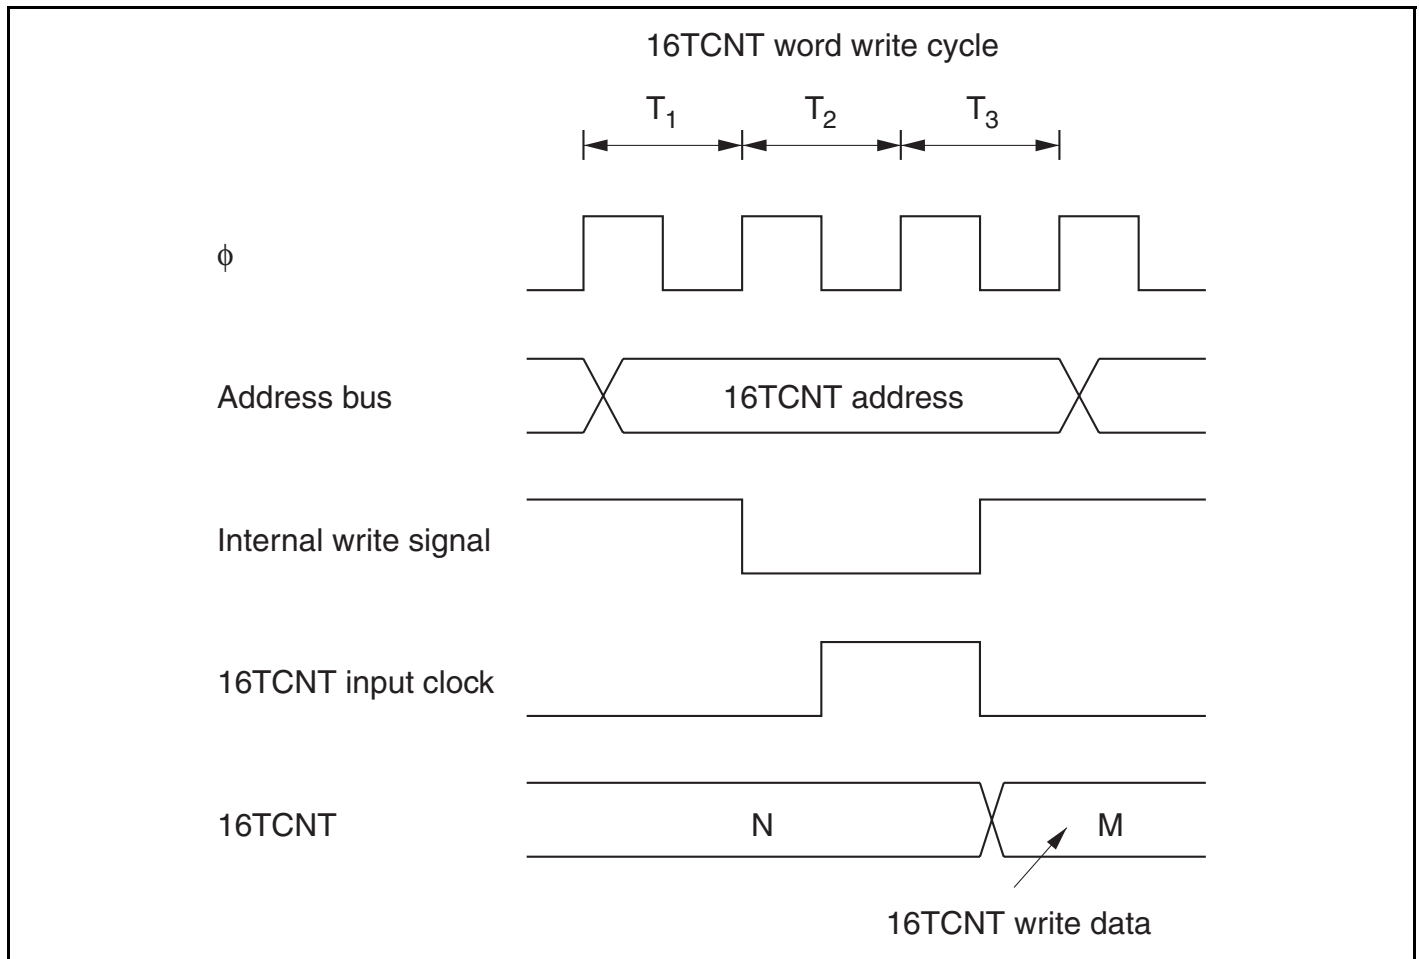 16TCNT word write cycle
T1 T2 T3
ϕ
Address bus 16TCNT address
Internal write signal
16TCNT input clock
16TCNT N M
16TCNT write data